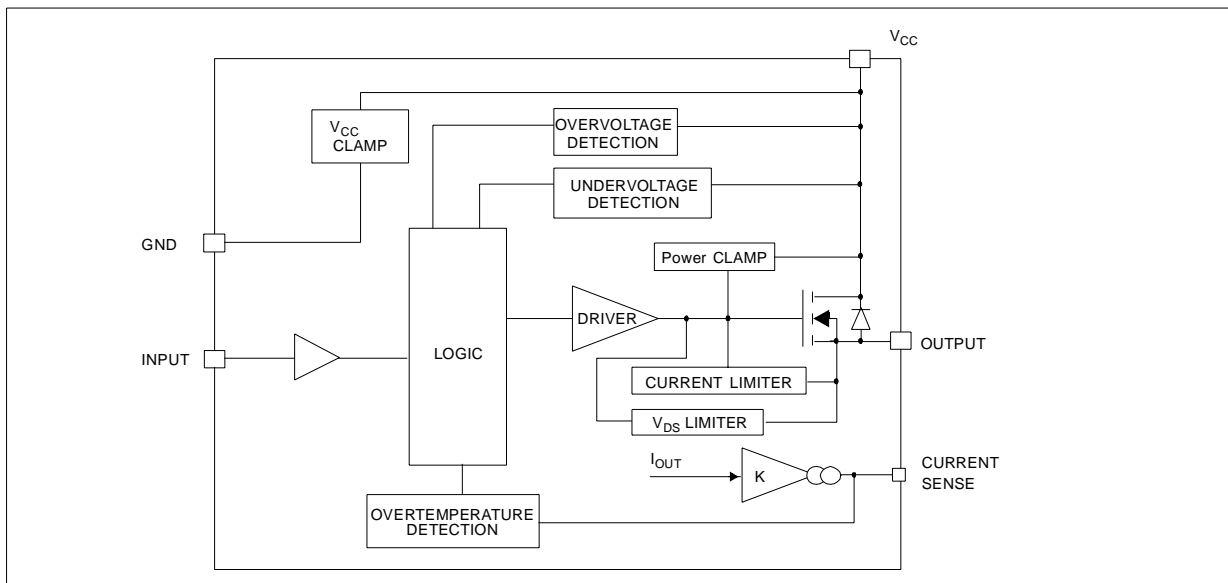 VCC
VCC
CLAMP
OVERVOLTAGE
DETECTION
UNDERVOLTAGE
DETECTION
GND
Power CLAMP
DRIVER
LOGIC
INPUT
OUTPUT
CURRENT LIMITER
VDS LIMITER
IOUT
K
CURRENT
SENSE
OVERTEMPERATURE
DETECTION